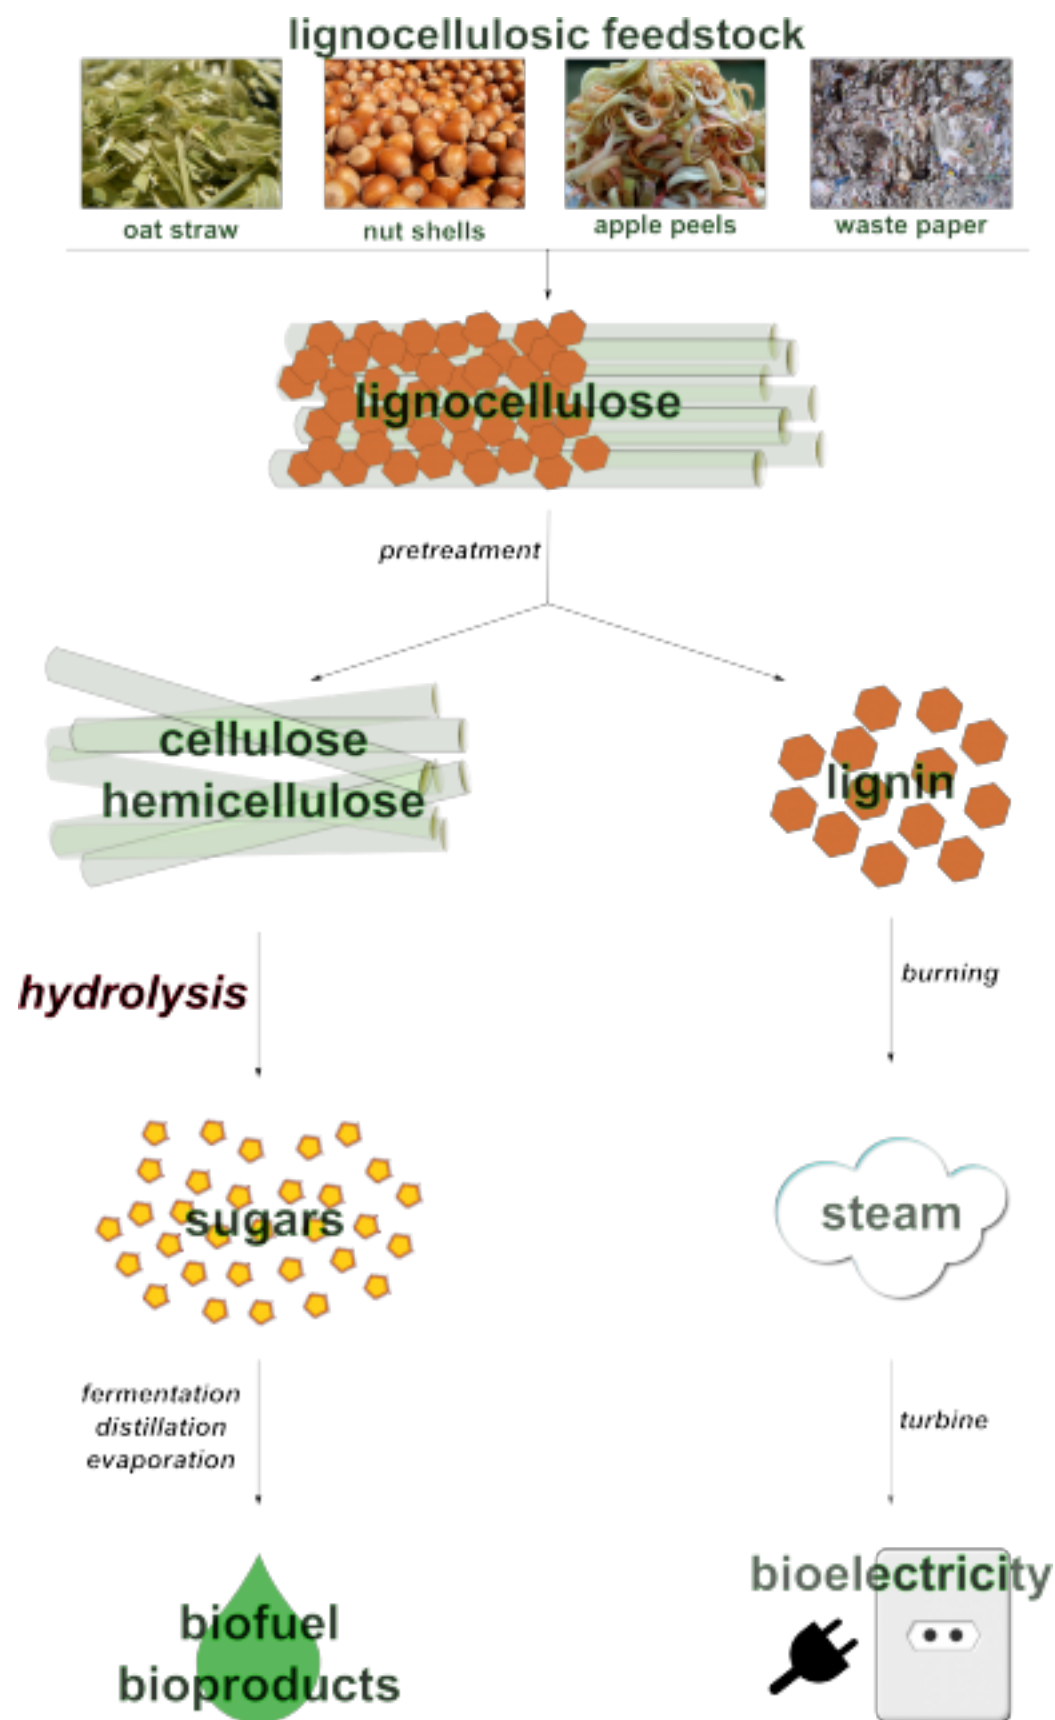 lignocellulosic feedstock
oat straw
nut shells
apple peels
waste paper
lignocellulose
pretreatment
cellulose
hemicellulose
lignin
hydrolysis
burning
sugars
steam
fermentation
distillation
evaporation
turbine
biofuel
bioproducts
bioelectricity